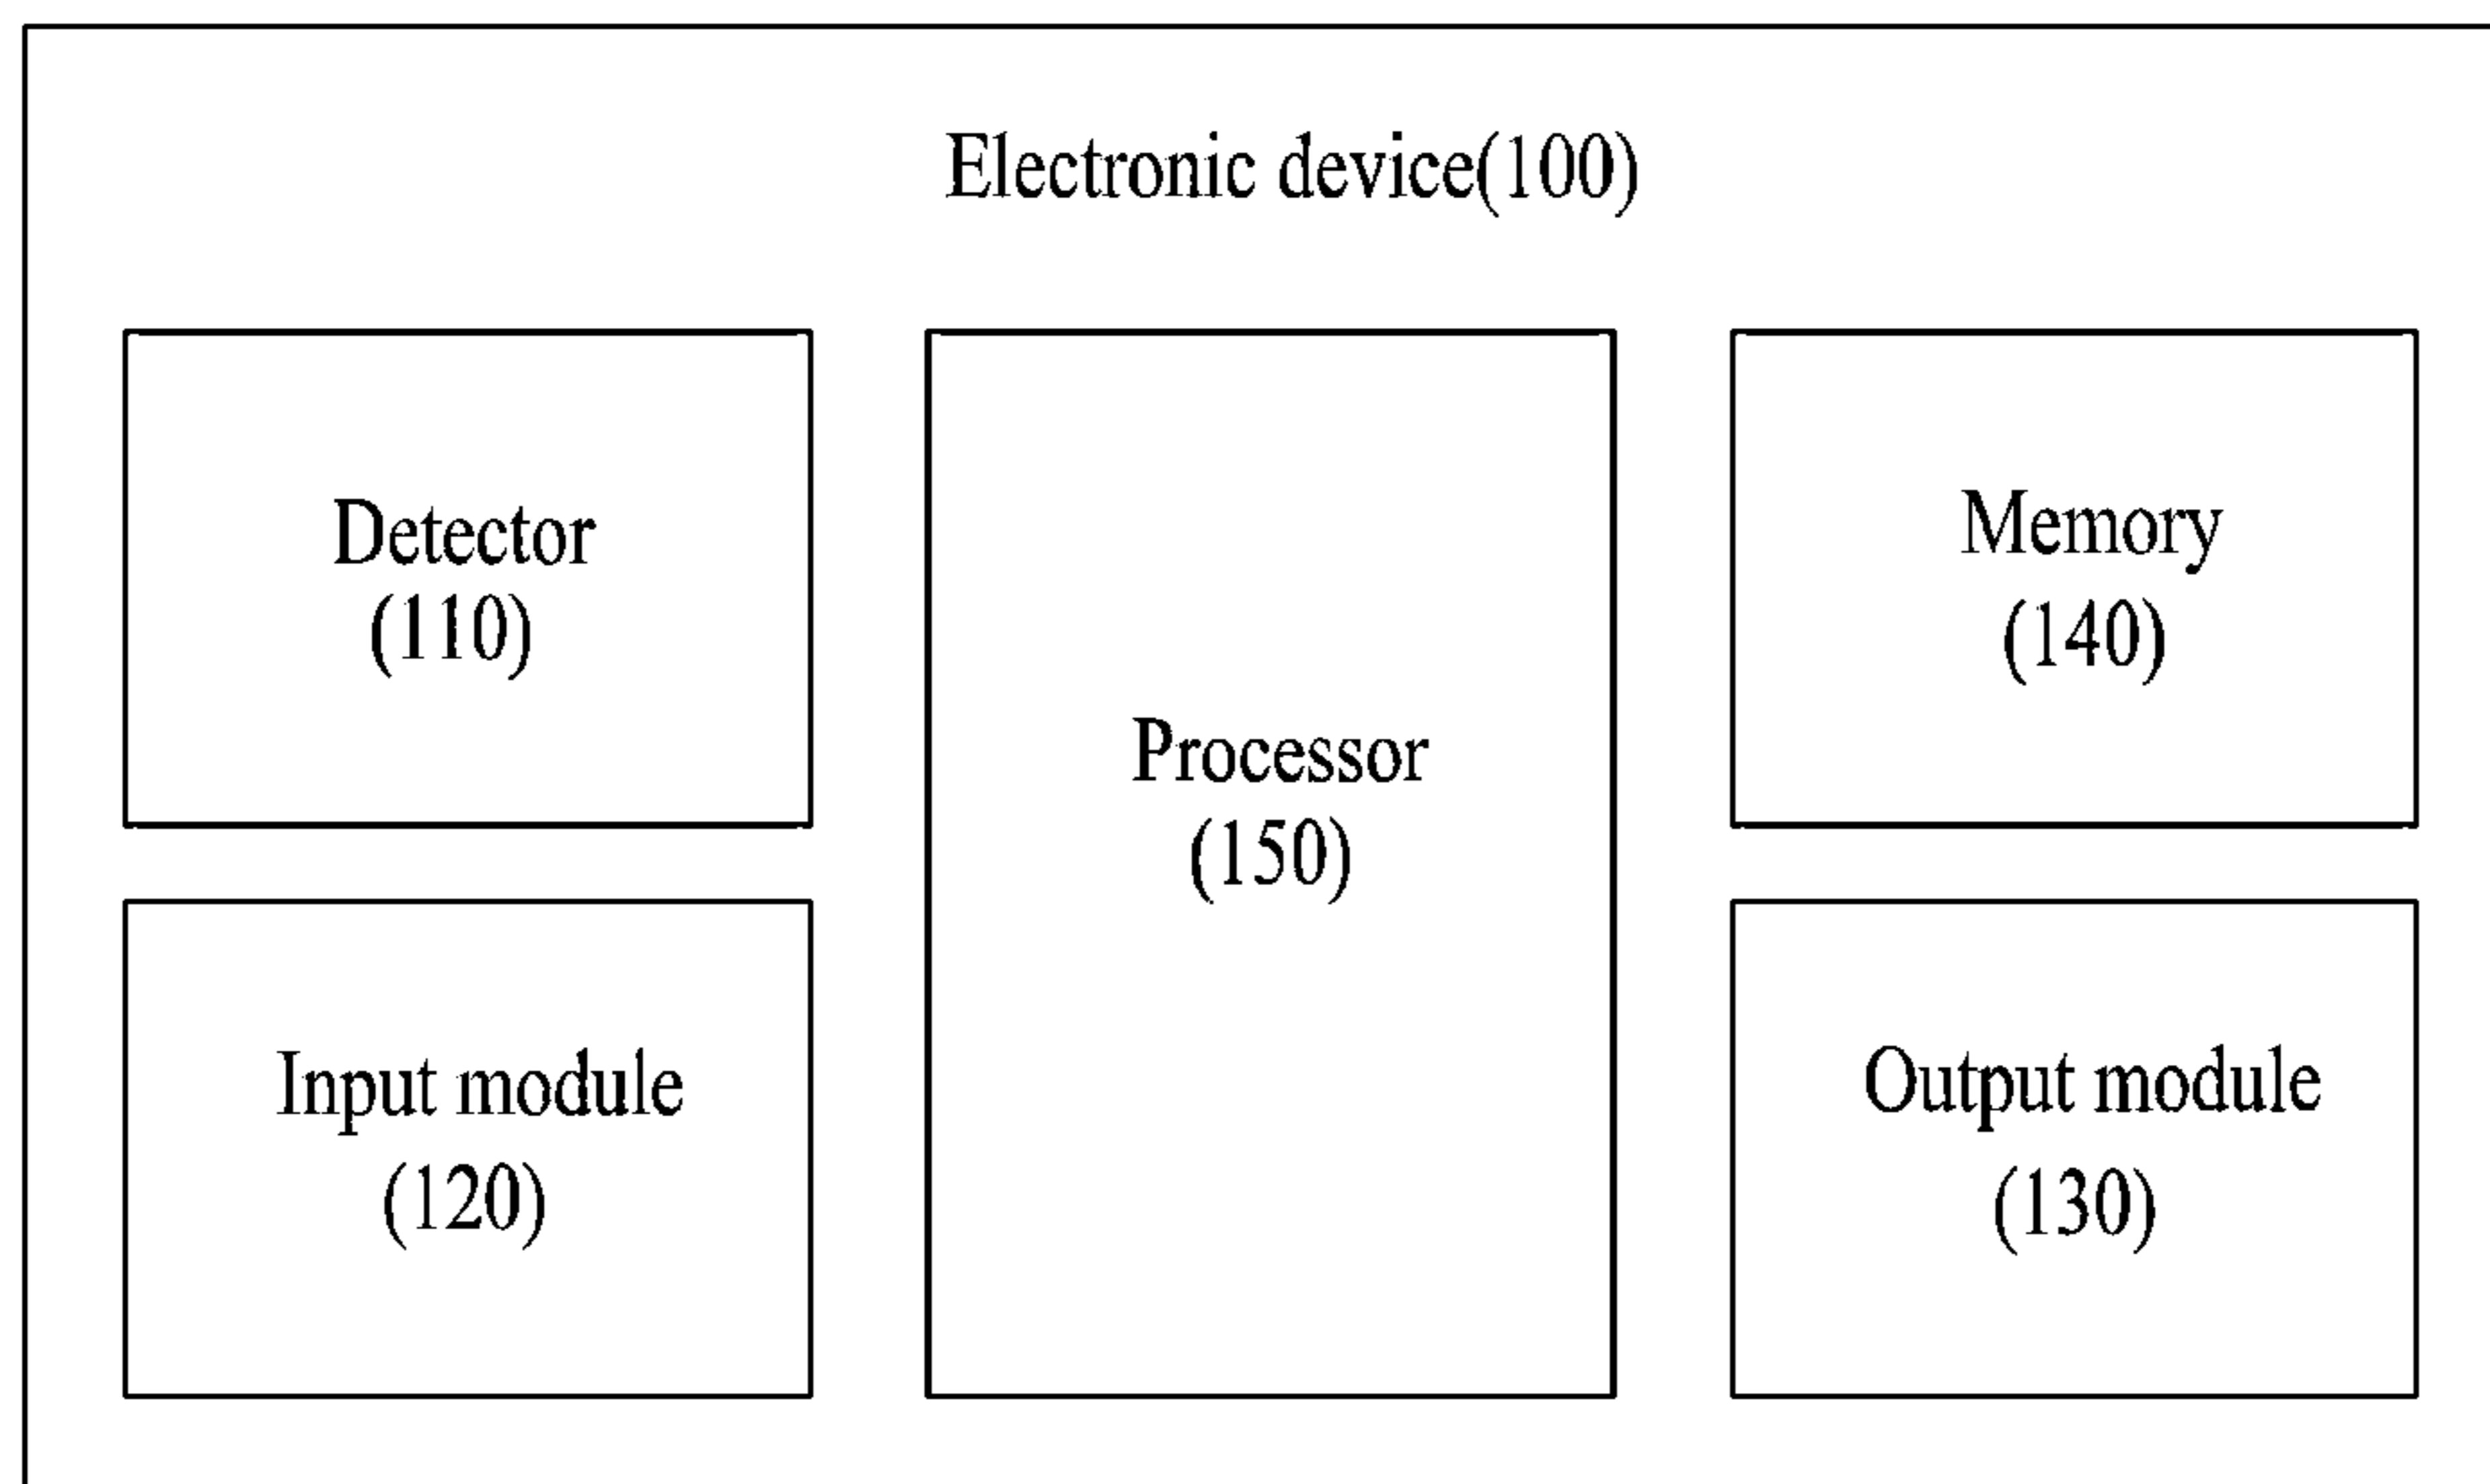 Electronic device(100)
Detector
(110)
Input module
(120)
Processor
(150)
Memory
(140)
Output module
(130)